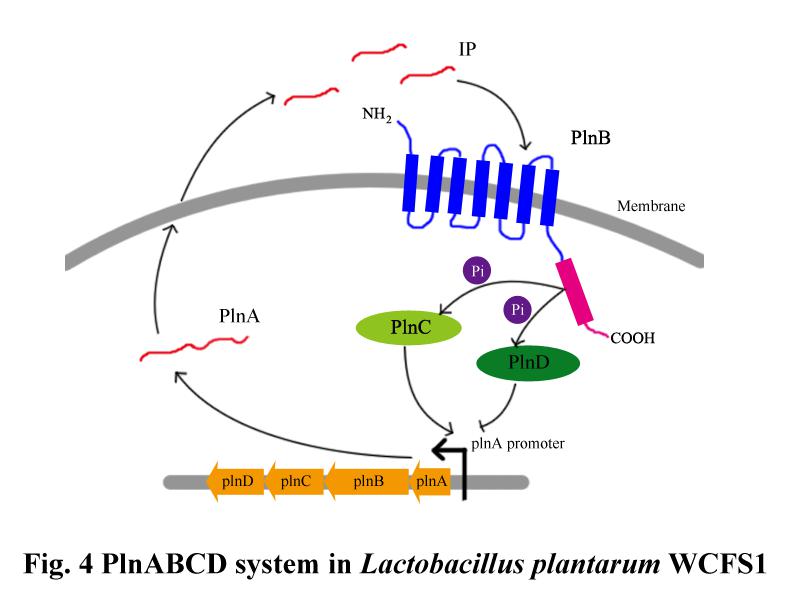 IP
NH2
PlnB
Membrane
Pi
PlnA
Pi
PlnC
COOH
PlnD
plnA promoter
plnD plnC plnB plnA
Fig. 4 PlnABCD system in Lactobacillus plantarum WCFS1